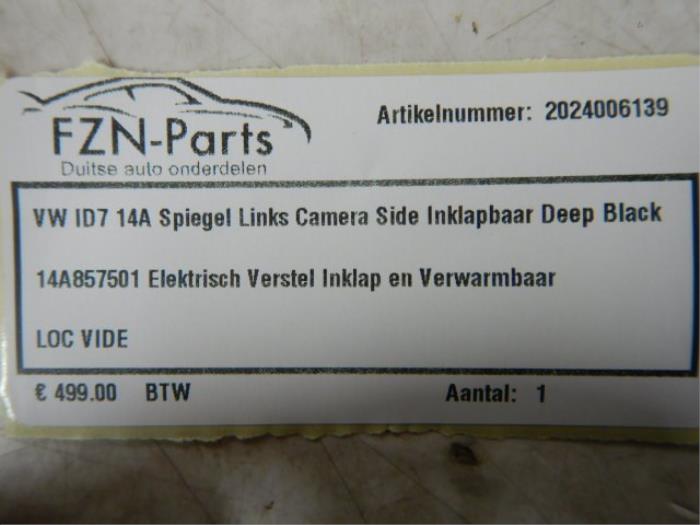 FZN-Parts
Duitse auto onderdelen
Artikelnummer: 2024006139
VW ID7 14A Spiegel Links Camera Side Inklapbaar Deep Black
14A857501 Elektrisch Verstel Inklap en Verwarmbaar
LOC VIDE
€ 499.00 BTW Aantal: 1